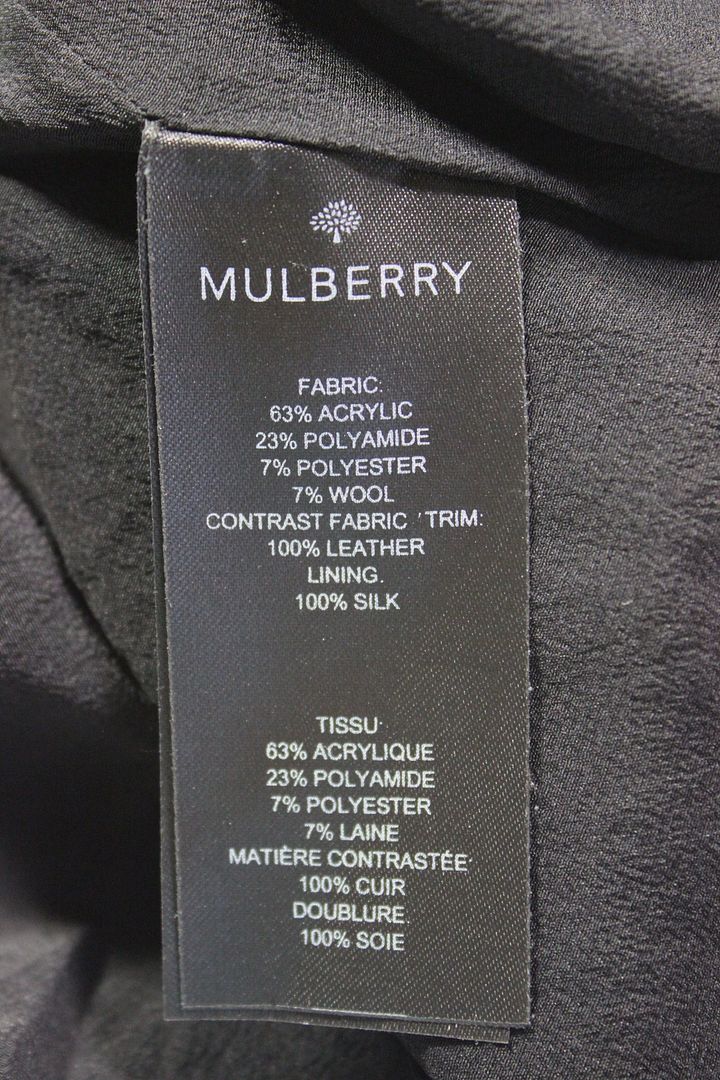 MULBERRY
FABRIC:
63% ACRYLIC
23% POLYAMIDE
7% POLYESTER
7% WOOL
CONTRAST FABRIC / TRIM:
100% LEATHER
LINING:
100% SILK
TISSU:
63% ACRYLIQUE
23% POLYAMIDE
7% POLYESTER
7% LAINE
MATIÈRE CONTRASTÉE:
100% CUIR
DOUBLURE:
100% SOIE